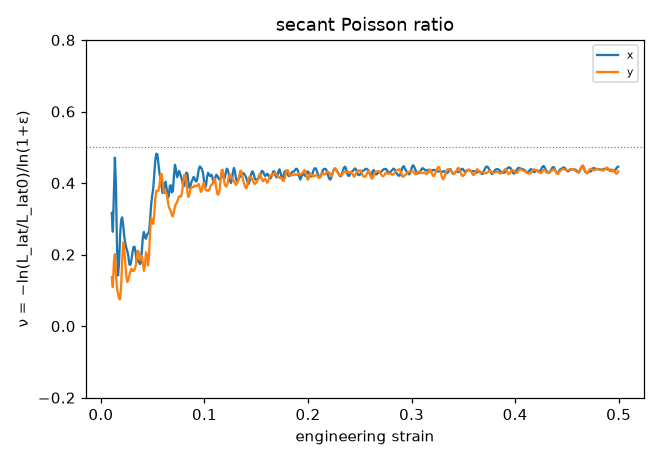 secant Poisson ratio
ν = −ln(L_lat/L_lat0)/ln(1+ε)
0.8
0.6
0.4
0.2
0.0
−0.2
x
y
0.0 0.1 0.2 0.3 0.4 0.5
engineering strain